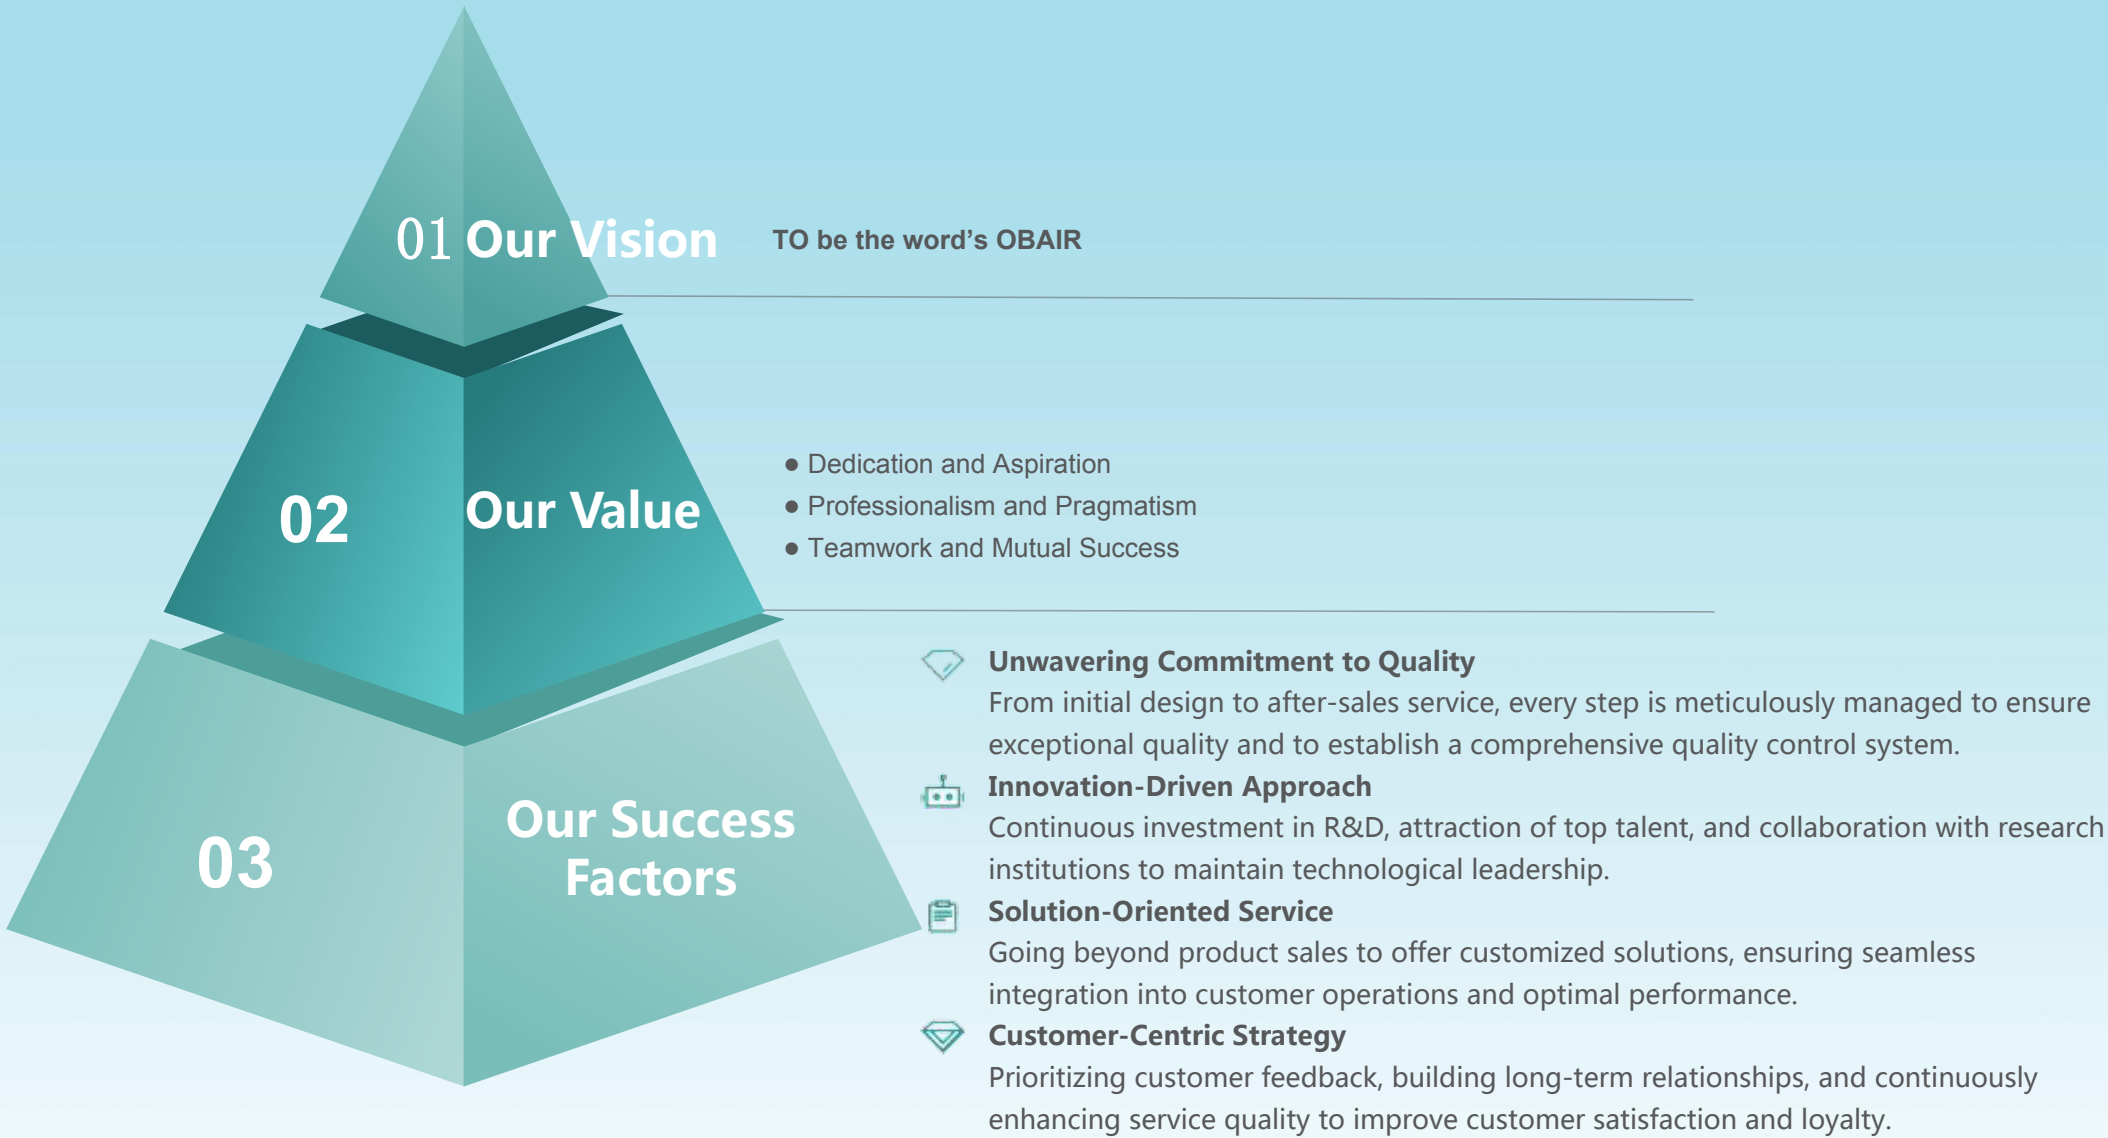 01 Our Vision
TO be the word's OBAIR
02
Our Value
● Dedication and Aspiration
● Professionalism and Pragmatism
● Teamwork and Mutual Success
03
Our Success
Factors
Unwavering Commitment to Quality
From initial design to after-sales service, every step is meticulously managed to ensure
exceptional quality and to establish a comprehensive quality control system.
Innovation-Driven Approach
Continuous investment in R&D, attraction of top talent, and collaboration with research
institutions to maintain technological leadership.
Solution-Oriented Service
Going beyond product sales to offer customized solutions, ensuring seamless
integration into customer operations and optimal performance.
Customer-Centric Strategy
Prioritizing customer feedback, building long-term relationships, and continuously
enhancing service quality to improve customer satisfaction and loyalty.